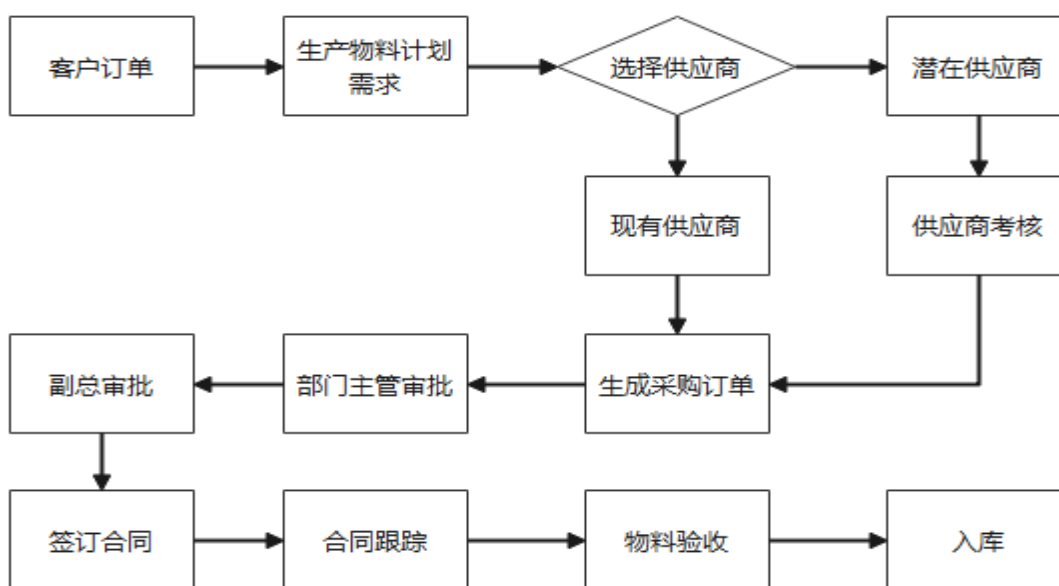 客户订单
生产物料计划
需求
选择供应商
潜在供应商
现有供应商
供应商考核
副总审批
部门主管审批
生成采购订单
签订合同
合同跟踪
物料验收
入库